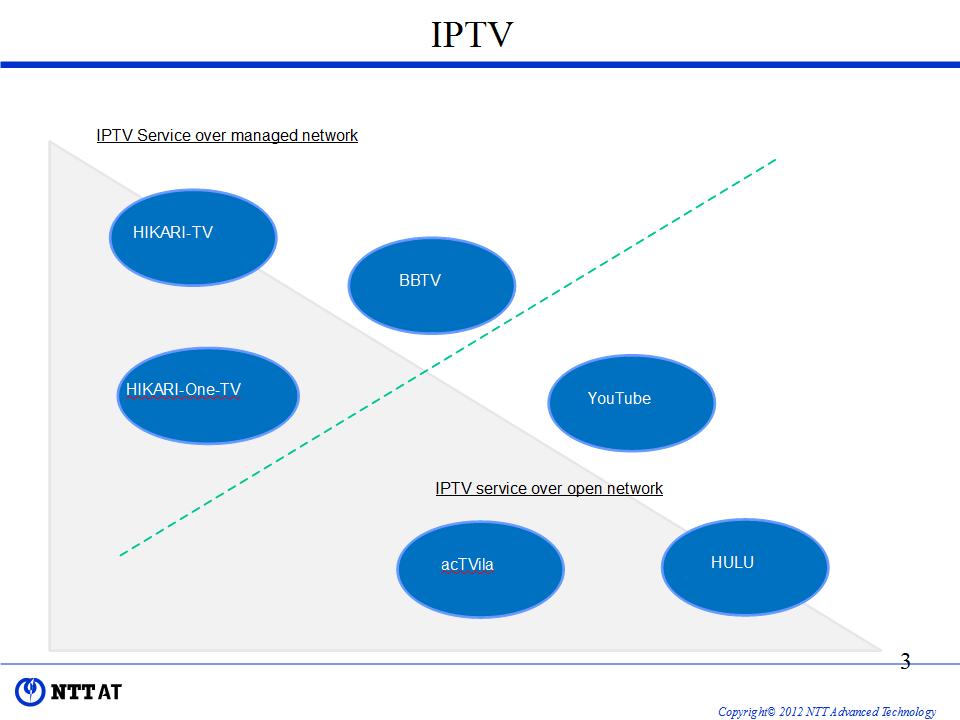 IPTV
IPTV Service over managed network
HIKARI-TV
BBTV
HIKARI-One-TV
YouTube
IPTV service over open network
acTVila
HULU
3
NTT AT
Copyright© 2012 NTT Advanced Technology